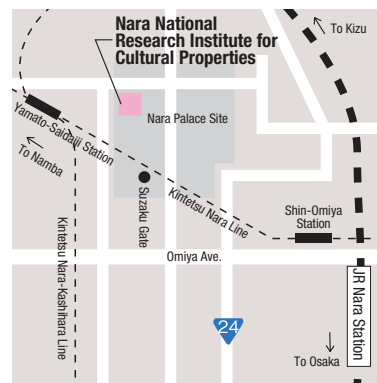 Nara National
Research Institute for
Cultural Properties
To Kizu
Yamato-Saidaiji Station
Nara Palace Site
To Namba
Suzaku Gate
Kintetsu Nara Line
Shin-Omiya
Station
Kintetsu Nara-Kashihara Line
Omiya Ave.
JR Nara Station
24
To Osaka